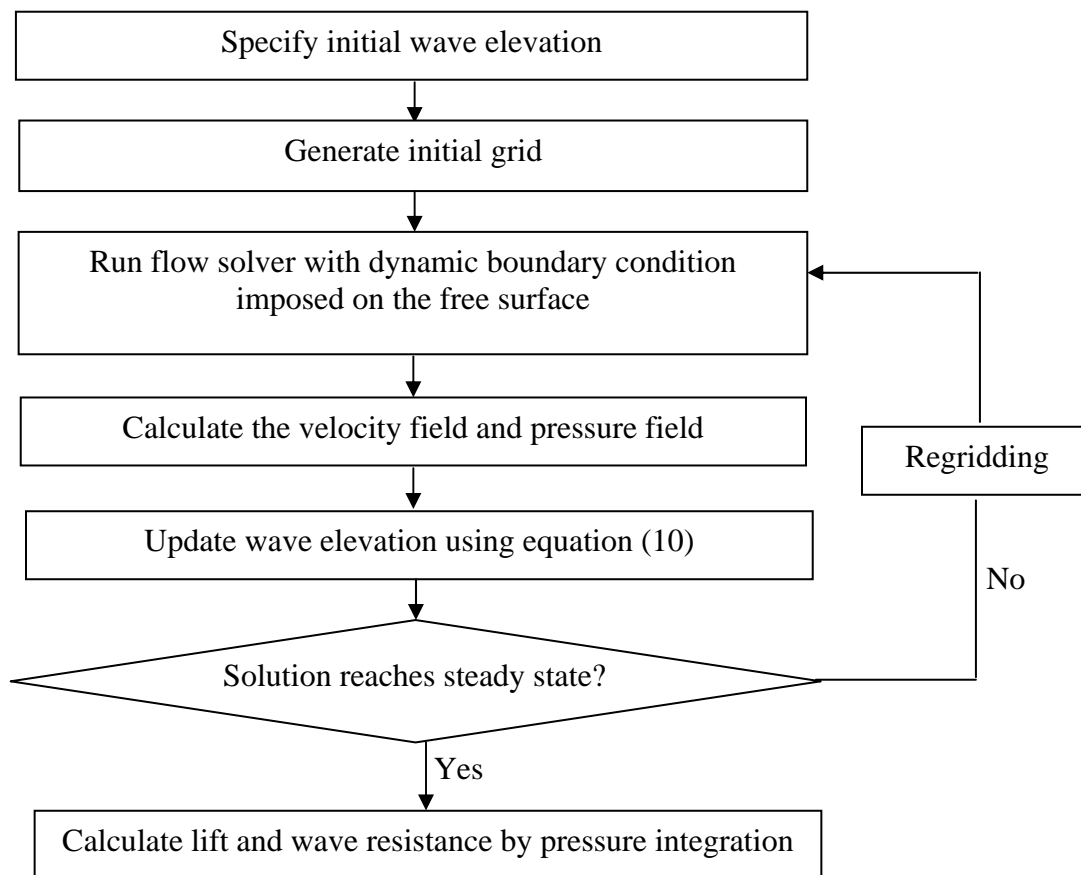 Specify initial wave elevation
Generate initial grid
Run flow solver with dynamic boundary condition
imposed on the free surface
Calculate the velocity field and pressure field
Regridding
Update wave elevation using equation (10)
No
Solution reaches steady state?
Yes
Calculate lift and wave resistance by pressure integration